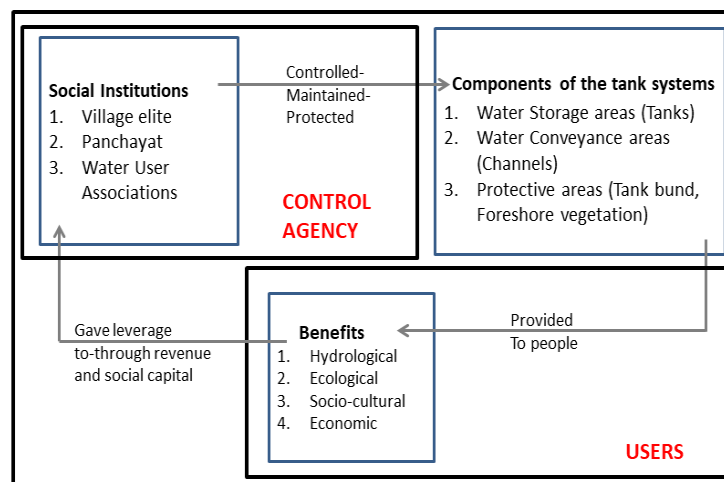 Social Institutions
1. Village elite
2. Panchayat
3. Water User
Associations
CONTROL
AGENCY
Controlled-
Maintained-
Protected
Components of the tank systems
1. Water Storage areas (Tanks)
2. Water Conveyance areas
(Channels)
3. Protective areas (Tank bund,
Foreshore vegetation)
Provided
To people
Benefits
1. Hydrological
2. Ecological
3. Socio-cultural
4. Economic
USERS
Gave leverage
to-through revenue
and social capital